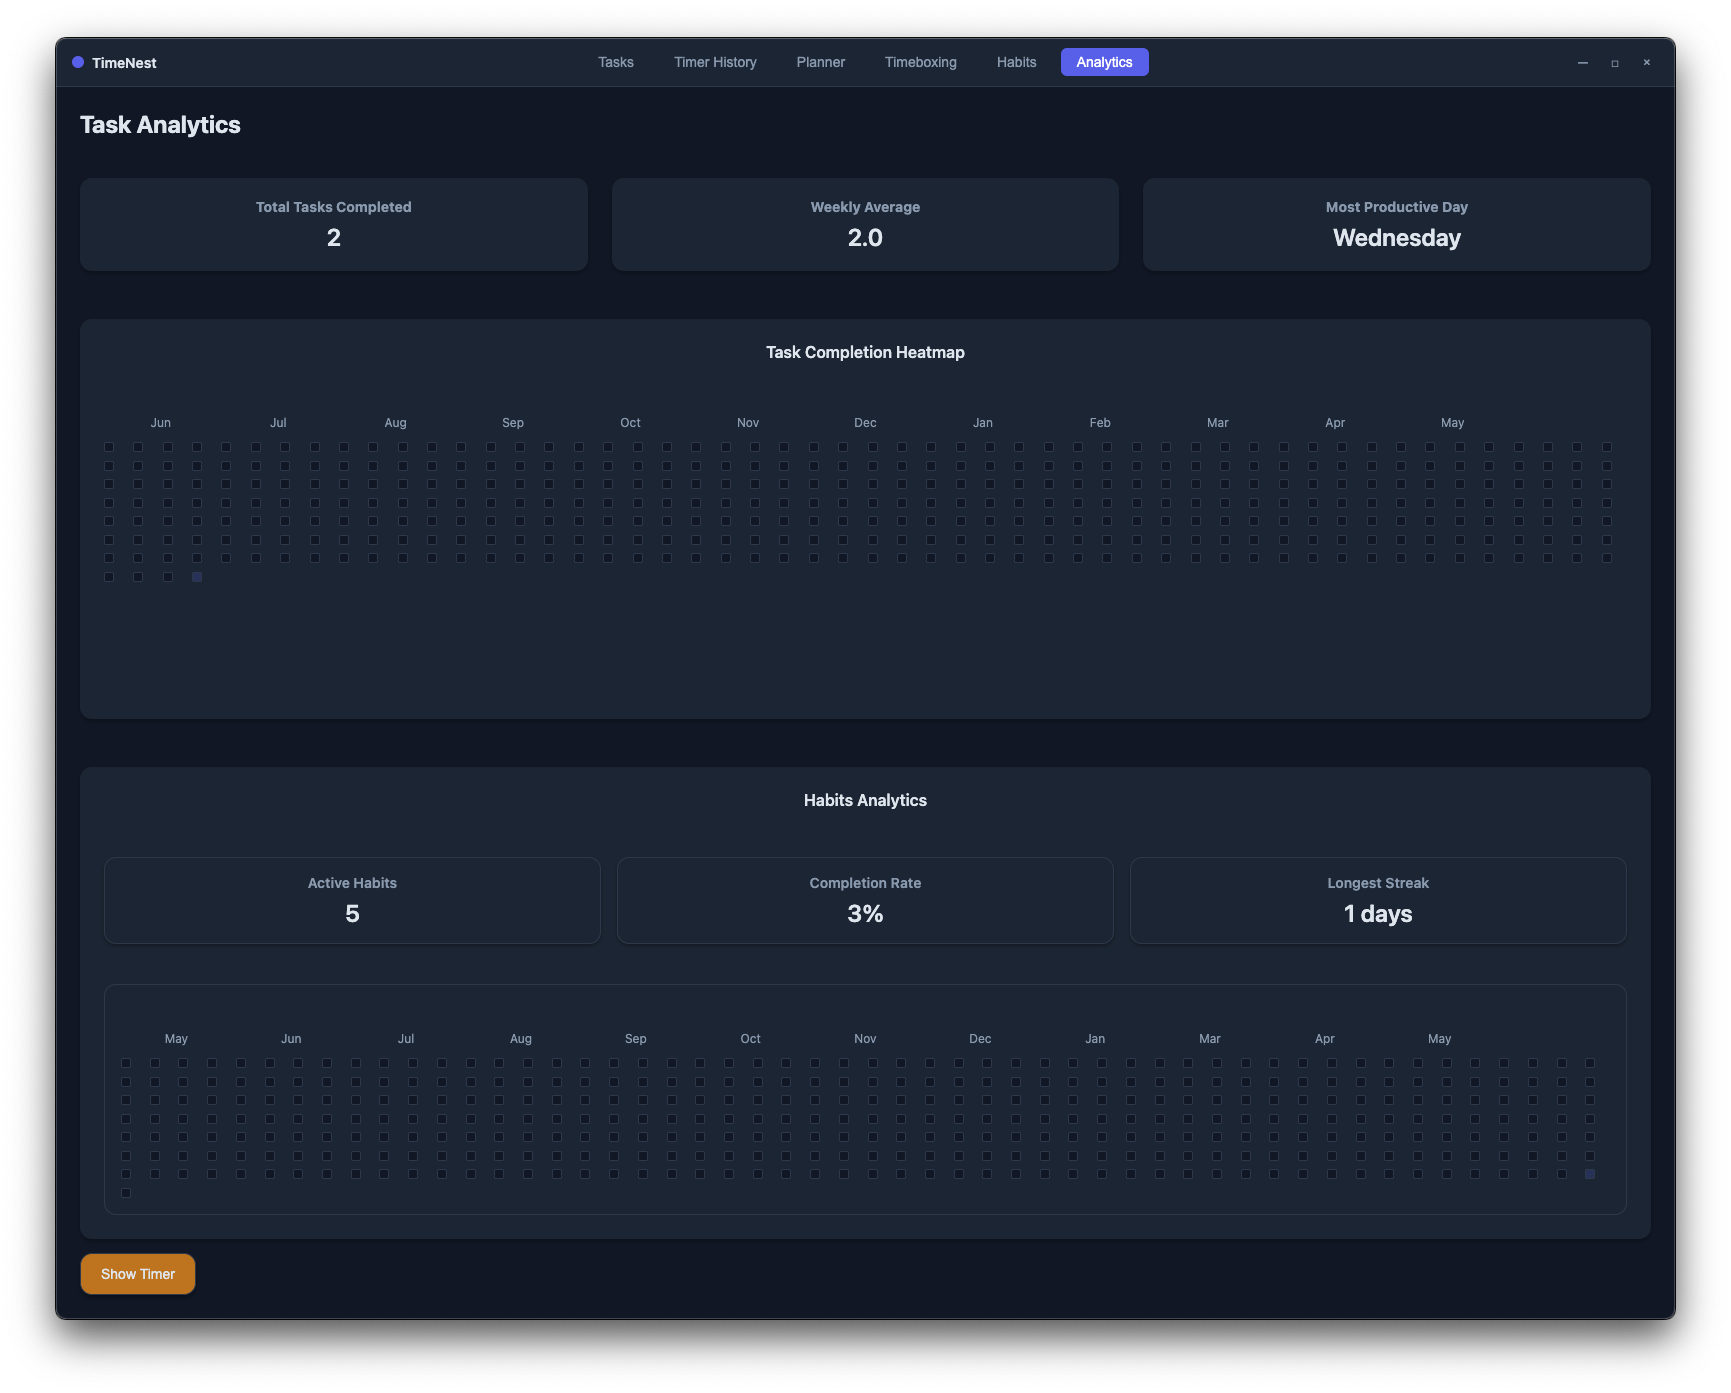 TimeNest
Tasks Timer History Planner Timeboxing Habits Analytics
Task Analytics
Total Tasks Completed
2
Weekly Average
2.0
Most Productive Day
Wednesday
Task Completion Heatmap
Jun Jul Aug Sep Oct Nov Dec Jan Feb Mar Apr May
Habits Analytics
Active Habits
5
Completion Rate
3%
Longest Streak
1 days
May Jun Jul Aug Sep Oct Nov Dec Jan Mar Apr May
Show Timer